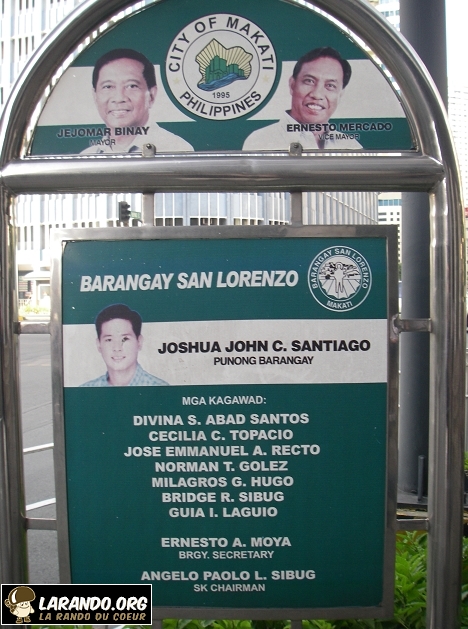 CITY OF MAKATI
1995
PHILIPPINES
JEJOMAR BINAY
MAYOR
ERNESTO MERCADO
VICE MAYOR
BARANGAY SAN LORENZO
BARANGAY SAN LORENZO
MAKATI
JOSHUA JOHN C. SANTIAGO
PUNONG BARANGAY
MGA KAGAWAD:
DIVINA S. ABAD SANTOS
CECILIA C. TOPACIO
JOSE EMMANUEL A. RECTO
NORMAN T. GOLEZ
MILAGROS G. HUGO
BRIDGE R. SIBUG
GUIA I. LAGUIO
ERNESTO A. MOYA
BRGY. SECRETARY
ANGELO PAOLO L. SIBUG
SK CHAIRMAN
LARANDO.ORG
LA RANDO DU COEUR